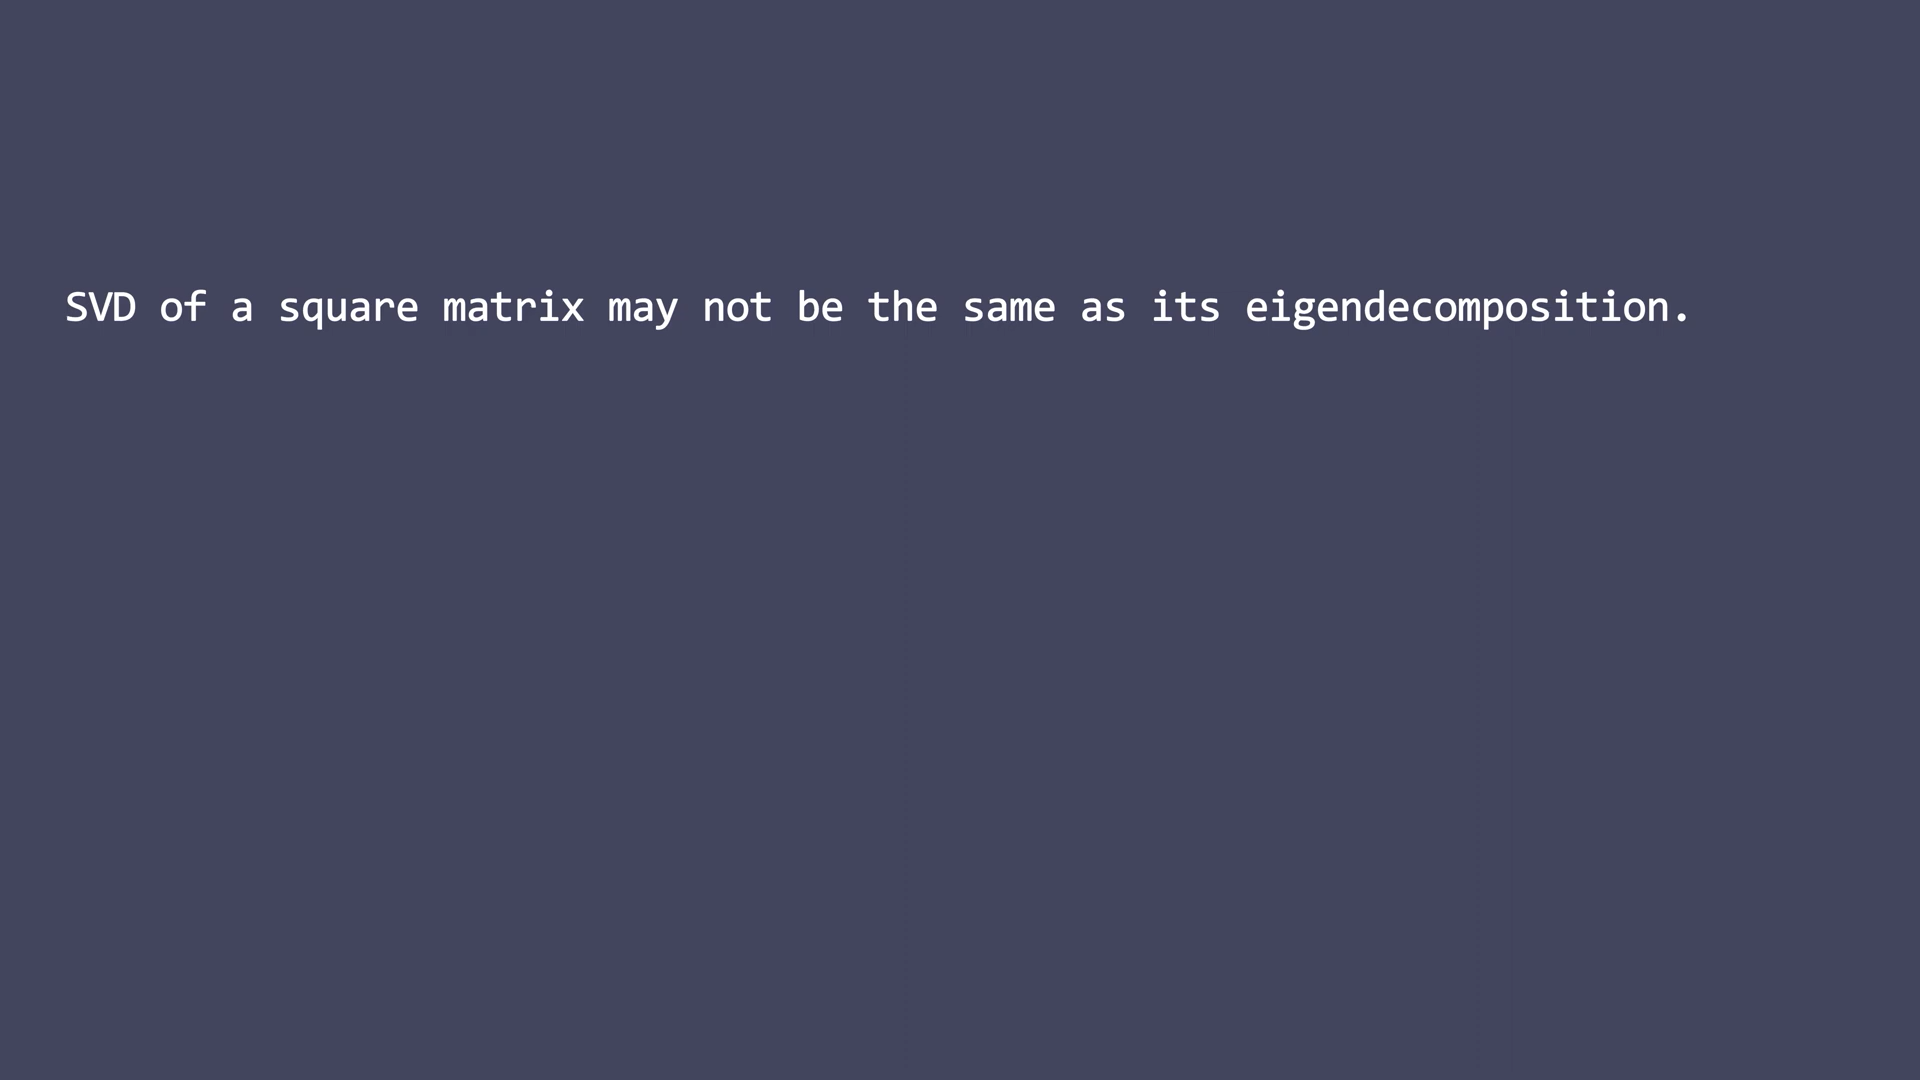 SVD of a square matrix may not be the same as its eigendecomposition.